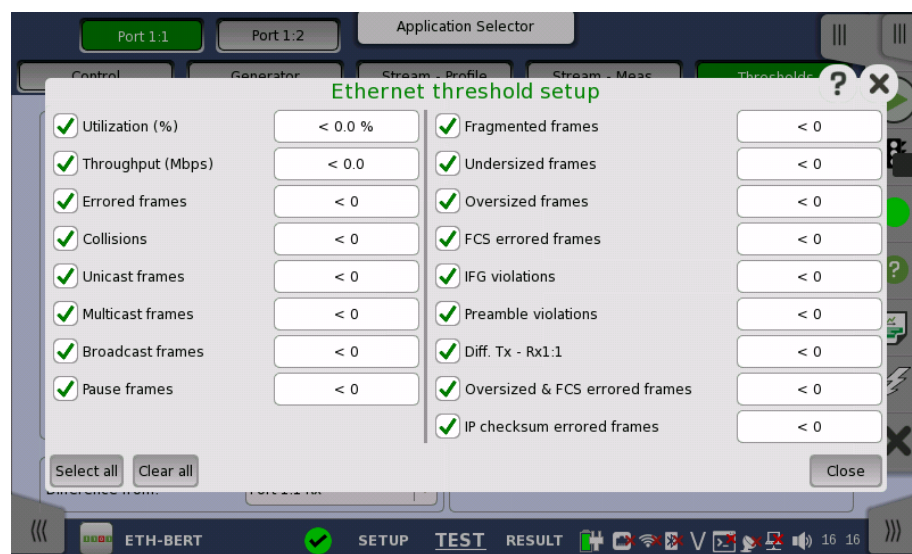 Port 1:1 Port 1:2 Application Selector
Control Generator Stream - Profile Stream - Meas. Thresholds
Ethernet threshold setup ?
Utilization (%) < 0.0 % Fragmented frames < 0
Throughput (Mbps) < 0.0 Undersized frames < 0
Errored frames < 0 Oversized frames < 0
Collisions < 0 FCS errored frames < 0
Unicast frames < 0 IFG violations < 0
Multicast frames < 0 Preamble violations < 0
Broadcast frames < 0 Diff. Tx - Rx1:1 < 0
Pause frames < 0 Oversized & FCS errored frames < 0
IP checksum errored frames < 0
Select all Clear all Close
Difference from: Port 1:1 Rx
ETH-BERT SETUP TEST RESULT 16 16